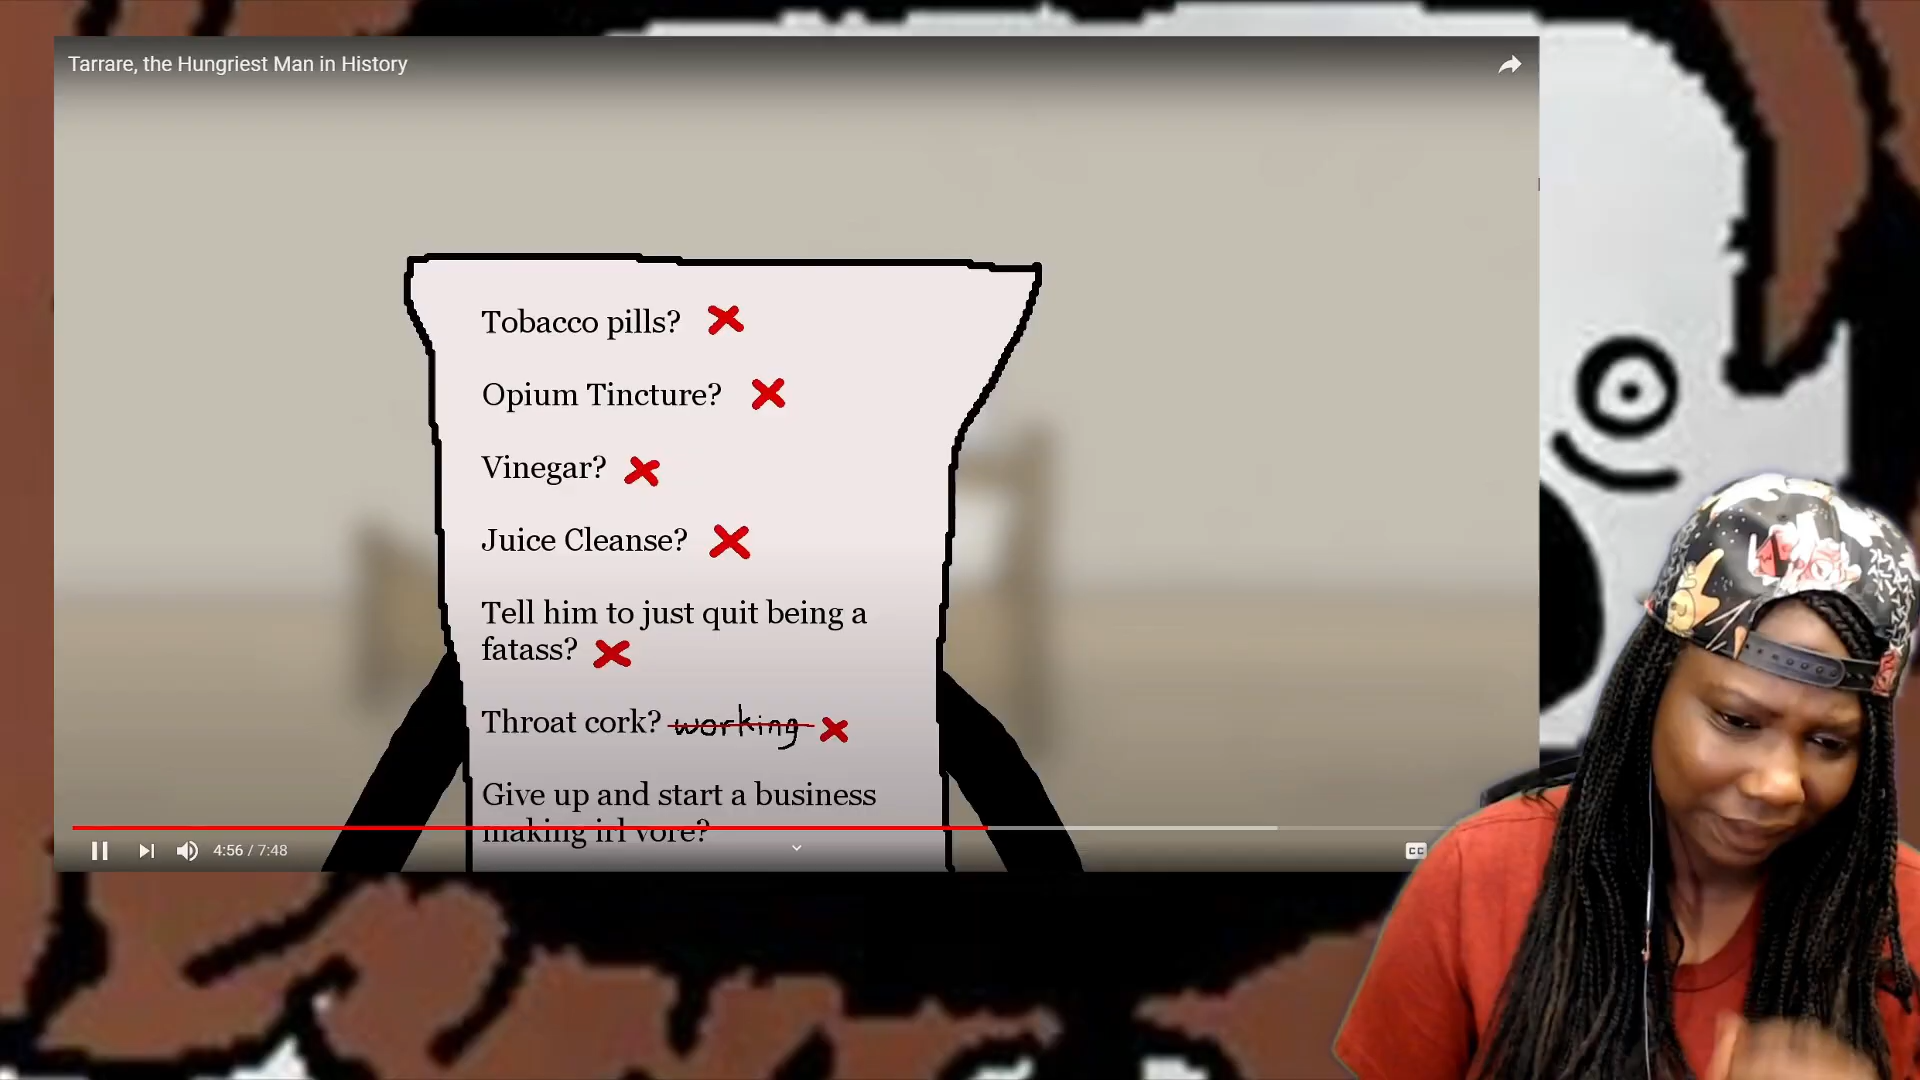 Tarrare, the Hungriest Man in History
Tobacco pills?
Opium Tincture?
Vinegar?
Juice Cleanse?
Tell him to just quit being a
fatass?
Throat cork? working
Give up and start a business
making irl vore?
4:56 / 7:48
CC